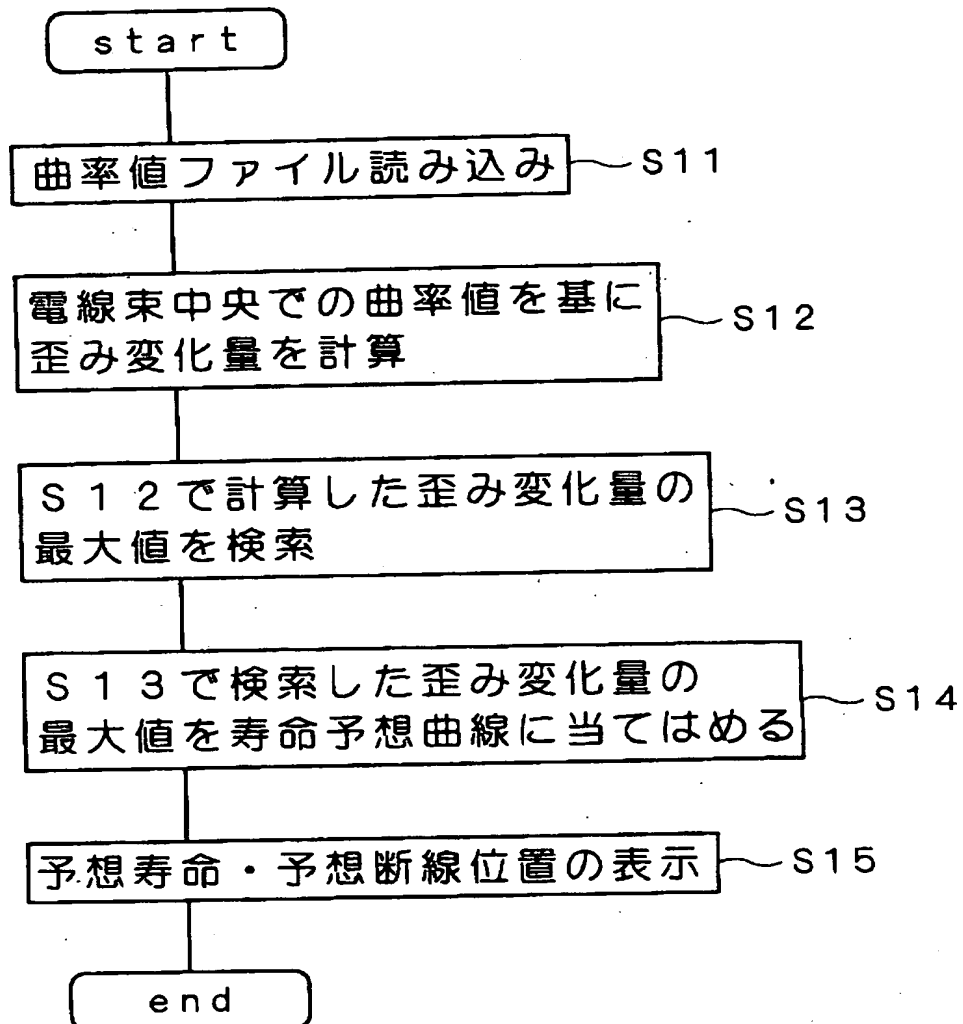 start
曲率値ファイル読み込み S11
電線束中央での曲率値を基に
歪み変化量を計算
S12
S12で計算した歪み変化量の
最大値を検索
S13
S13で検索した歪み変化量の
最大値を寿命予想曲線に当てはめる
S14
予想寿命・予想断線位置の表示 S15
end